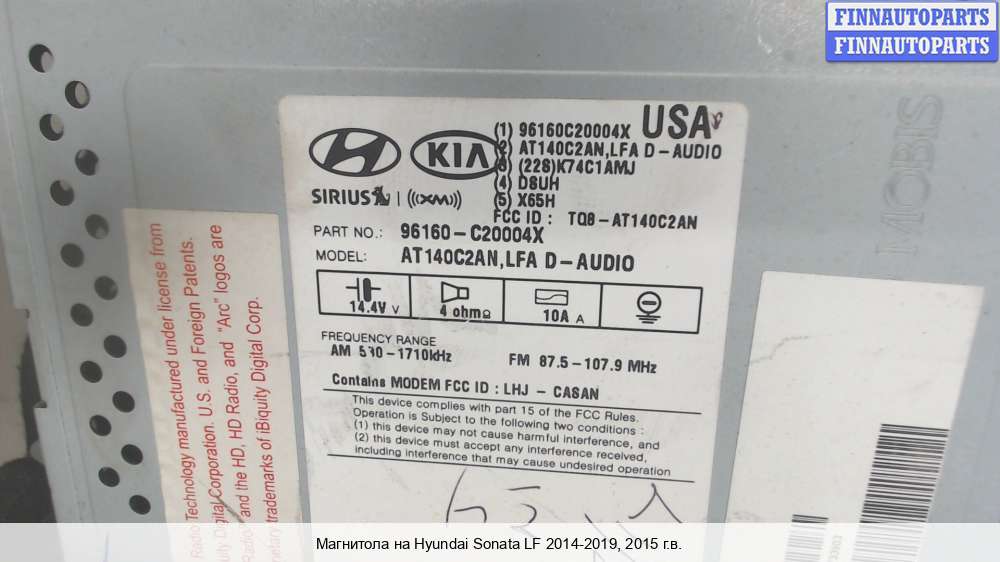 FINNAUTOPARTS
FINNAUTOPARTS
USA
(1) 96160C20004X
(2) AT140C2AN,LFA D-AUDIO
(3) (22S)K74C1AMJ
(4) D8UH
(5) X65H
KIA
SIRIUS | ((XM))
FCC ID : TQ8-AT140C2AN
PART NO.: 96160-C20004X
MODEL: AT140C2AN,LFA D-AUDIO
14.4V V
4 ohmΩ
10A A
FREQUENCY RANGE
AM 530-1710kHz FM 87.5-107.9 MHz
Contains MODEM FCC ID : LHJ - CASAN
This device complies with part 15 of the FCC Rules.
Operation is Subject to the following two conditions :
(1) this device may not cause harmful interference, and
(2) this device must accept any interference received,
including interference that may cause undesired operation
Radio Technology manufactured under license from
Digital Corporation. U.S. and Foreign Patents.
and the HD, HD Radio, and "Arc" logos are
trademarks of iBiquity Digital Corp.
MOBIS
Магнитола на Hyundai Sonata LF 2014-2019, 2015 г.в.